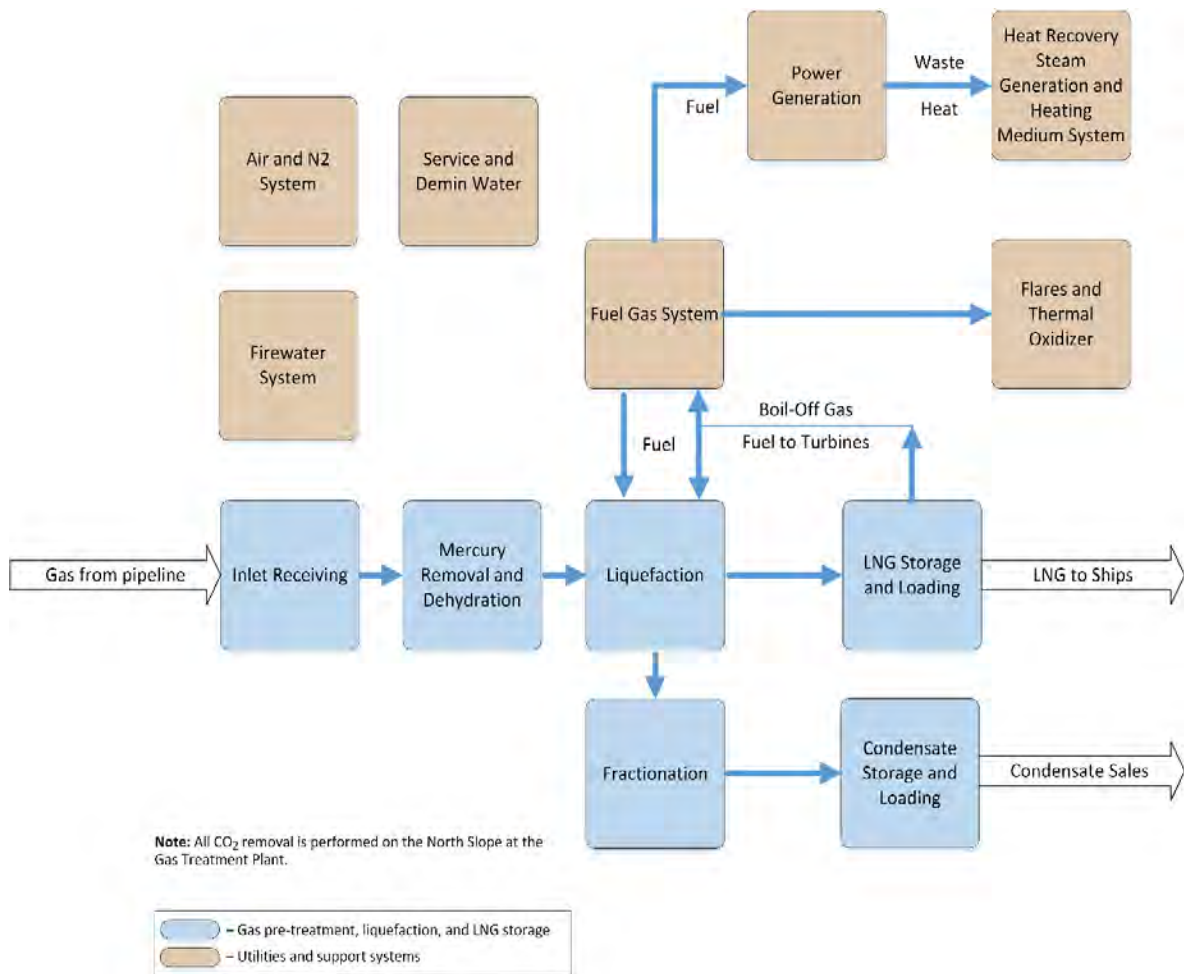 Heat Recovery
Steam
Generation and
Heating
Medium System
Power
Generation
Waste
Heat
Fuel
Air and N2
System
Service and
Demin Water
Fuel Gas System
Flares and
Thermal
Oxidizer
Firewater
System
Boil-Off Gas
Fuel to Turbines
Fuel
Gas from pipeline
Inlet Receiving
Mercury
Removal and
Dehydration
Liquefaction
LNG Storage
and Loading
LNG to Ships
Fractionation
Condensate
Storage and
Loading
Condensate Sales
Note: All CO2 removal is performed on the North Slope at the
Gas Treatment Plant.
– Gas pre-treatment, liquefaction, and LNG storage
– Utilities and support systems